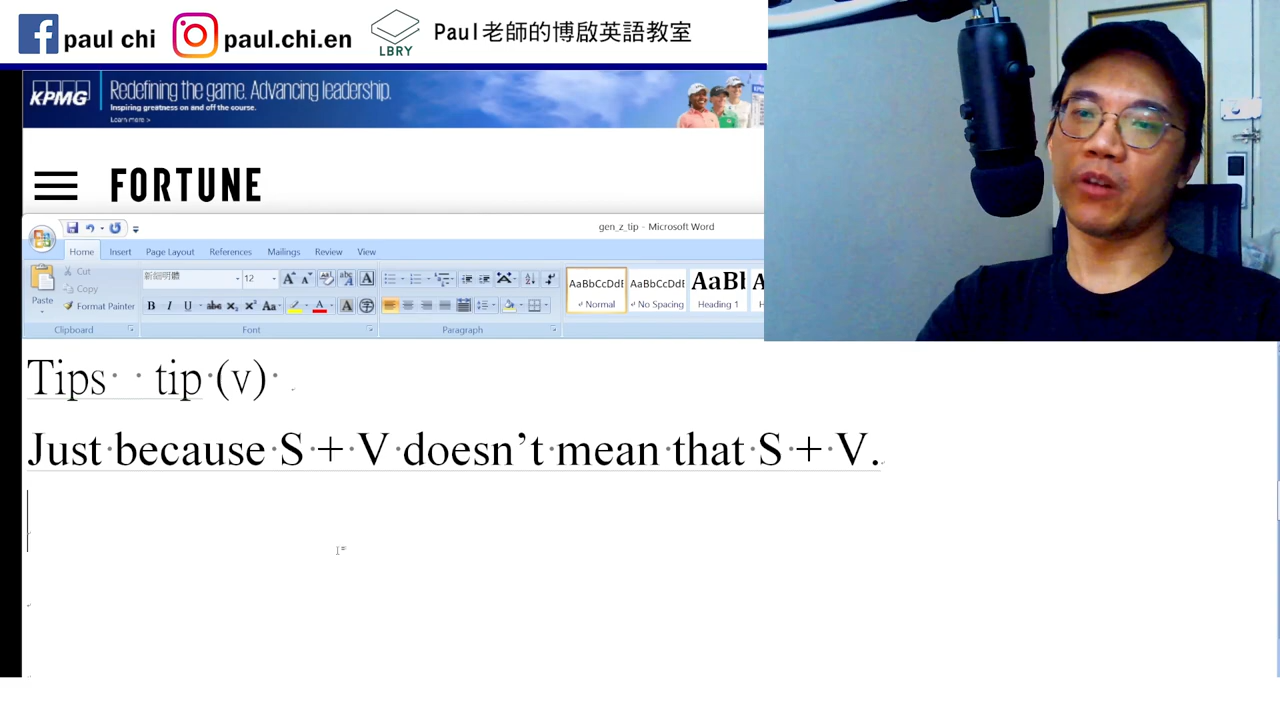 paul chi
paul.chi.en
LBRY
Paul老師的博啟英語教室
KPMG
Redefining the game. Advancing leadership.
Inspiring greatness on and off the course.
Learn more >
FORTUNE
gen_z_tip - Microsoft Word
Home Insert Page Layout References Mailings Review View
Paste
Cut
Copy
Format Painter
新細明體 12
AaBbCcDdE AaBbCcDdE AaBb
Normal No Spacing Heading 1
Clipboard Font Paragraph
Tips tip (v)
Just because S + V doesn't mean that S + V.